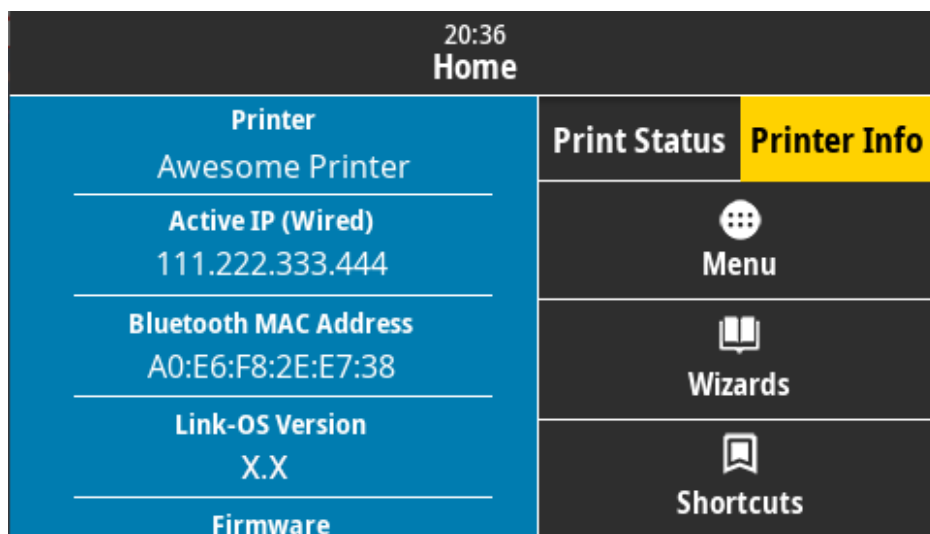 20:36
Home
Printer
Awesome Printer
Active IP (Wired)
111.222.333.444
Bluetooth MAC Address
A0:E6:F8:2E:E7:38
Link-OS Version
X.X
Firmware
Print Status
Printer Info
Menu
Wizards
Shortcuts